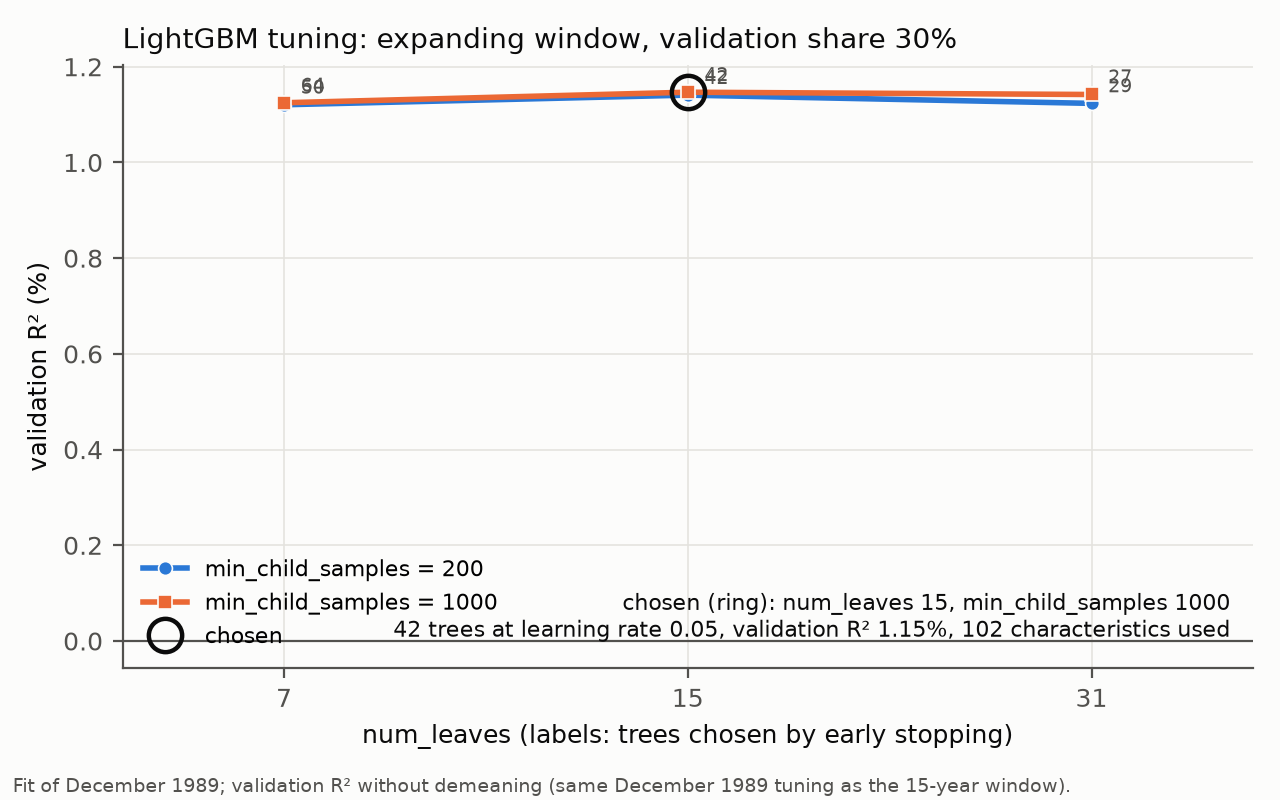 LightGBM tuning: expanding window, validation share 30%
validation R² (%)
1.2
1.0
0.8
0.6
0.4
0.2
0.0
42
42
27
29
min_child_samples = 200
min_child_samples = 1000
chosen
chosen (ring): num_leaves 15, min_child_samples 1000
42 trees at learning rate 0.05, validation R² 1.15%, 102 characteristics used
7
15
31
num_leaves (labels: trees chosen by early stopping)
Fit of December 1989; validation R² without demeaning (same December 1989 tuning as the 15-year window).